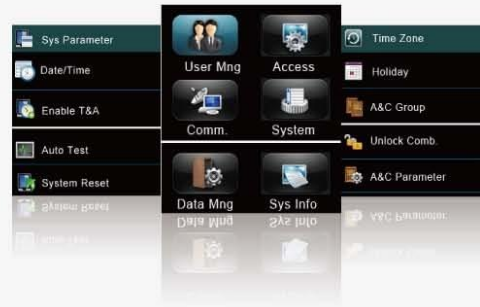 Sys Parameter
Date/Time
Enable T&A
Auto Test
System Reset
User Mng
Access
Comm.
System
Data Mng
Sys Info
Time Zone
Holiday
A&C Group
Unlock Comb.
A&C Parameter